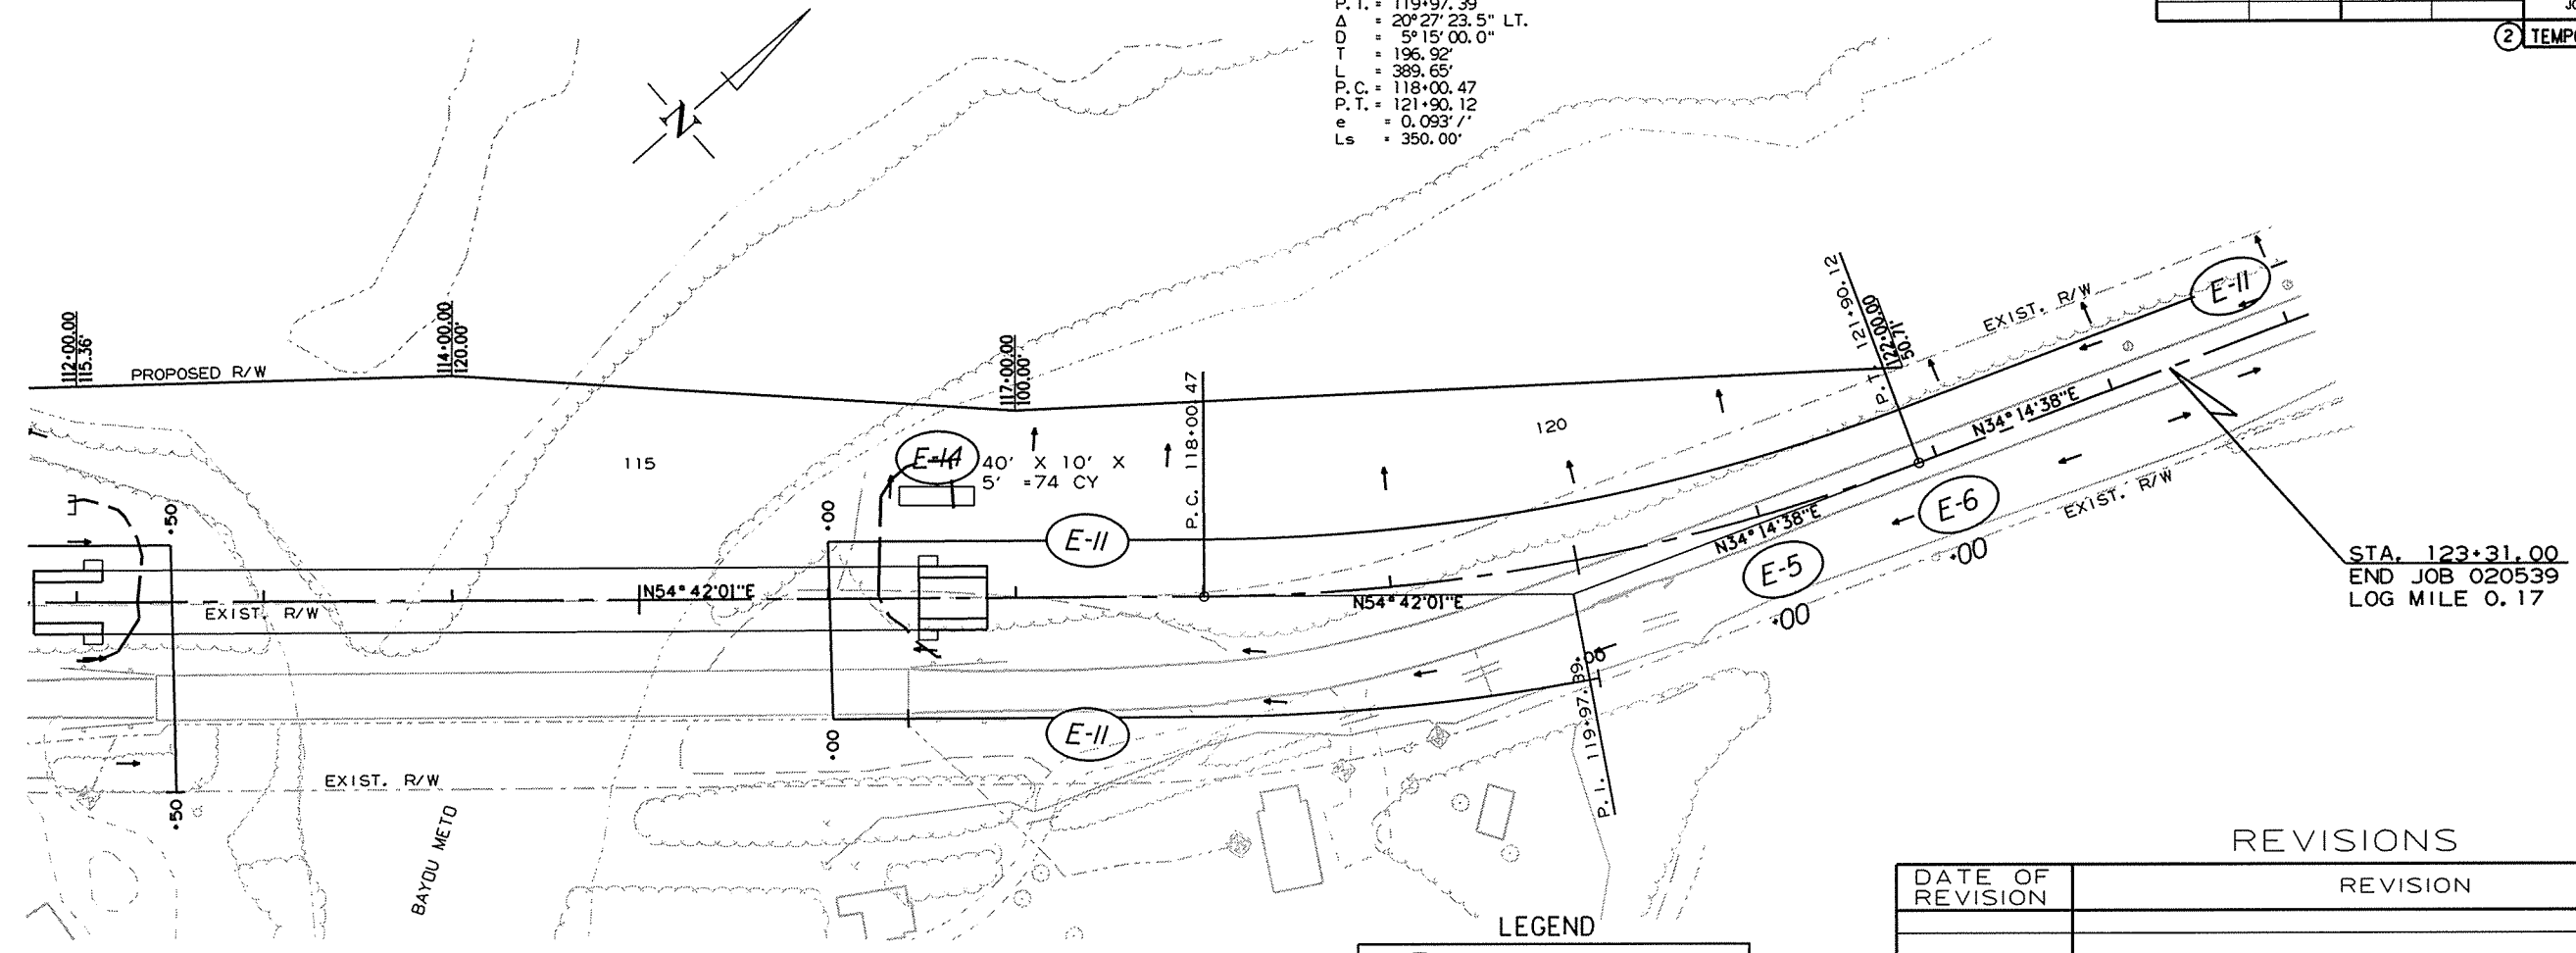 P.I. = 119+97.39
Δ = 20°27'23.5" LT.
D = 5°15'00.0"
T = 196.92'
L = 389.65'
P.C. = 118+00.47
P.T. = 121+90.12
e = 0.093'/'
Ls = 350.00'
2 TEMPO
N
112+00.00
115.36'
PROPOSED R/W
114+00.00
120.00'
117+00.00
100.00'
P.C. 118+00.47
P.T. 121+90.12
122+00.00
50.71'
EXIST. R/W
E-11
115
120
E-14
40' X 10' X
5' =74 CY
+50
+00
E-11
N34°14'38"E
N34°14'38"E
E-6
E-5
EXIST. R/W
+00
+00
STA. 123+31.00
END JOB 020539
LOG MILE 0.17
EXIST. R/W
N54°42'01"E
N54°42'01"E
+00
E-11
+00
P.I. 119+97.39
+50
EXIST. R/W
BAYOU METO
REVISIONS
DATE OF
REVISION
REVISION
LEGEND